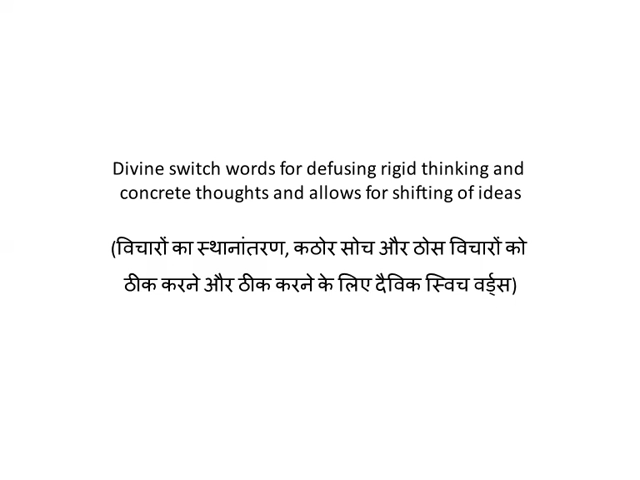 Divine switch words for defusing rigid thinking and
concrete thoughts and allows for shifting of ideas
(विचारों का स्थानांतरण, कठोर सोच और ठोस विचारों को
ठीक करने और ठीक करने के लिए दैविक स्विच वर्ड्स)